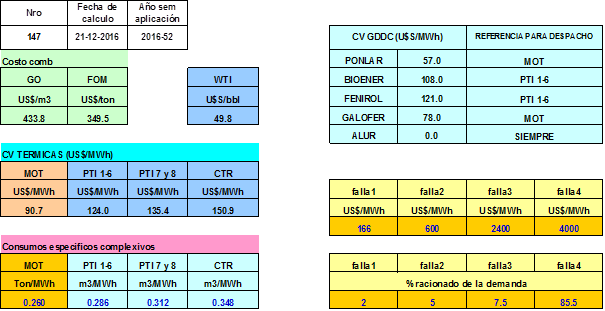 Nro Fecha de calculo Año sem aplicación
147 21-12-2016 2016-52
Costo comb
GO FOM WTI
US$/m3 US$/ton U$S/bbl
433.8 349.5 49.8
CV TERMICAS (US$/MWh)
MOT PTI 1-6 PTI 7 y 8 CTR
US$/MWh US$/MWh US$/MWh US$/MWh
90.7 124.0 135.4 150.9
Consumos especificos complexivos
MOT PTI 1-6 PTI 7 y 8 CTR
Ton/MWh m3/MWh m3/MWh m3/MWh
0.260 0.286 0.312 0.348
CV GDDC (U$S/MWh) REFERENCIA PARA DESPACHO
PONLAR 57.0 MOT
BIOENER 108.0 PTI 1-6
FENIROL 121.0 PTI 1-6
GALOFER 78.0 MOT
ALUR 0.0 SIEMPRE
falla1 falla2 falla3 falla4
US$/MWh US$/MWh US$/MWh US$/MWh
166 600 2400 4000
falla1 falla2 falla3 falla4
% racionado de la demanda
2 5 7.5 85.5